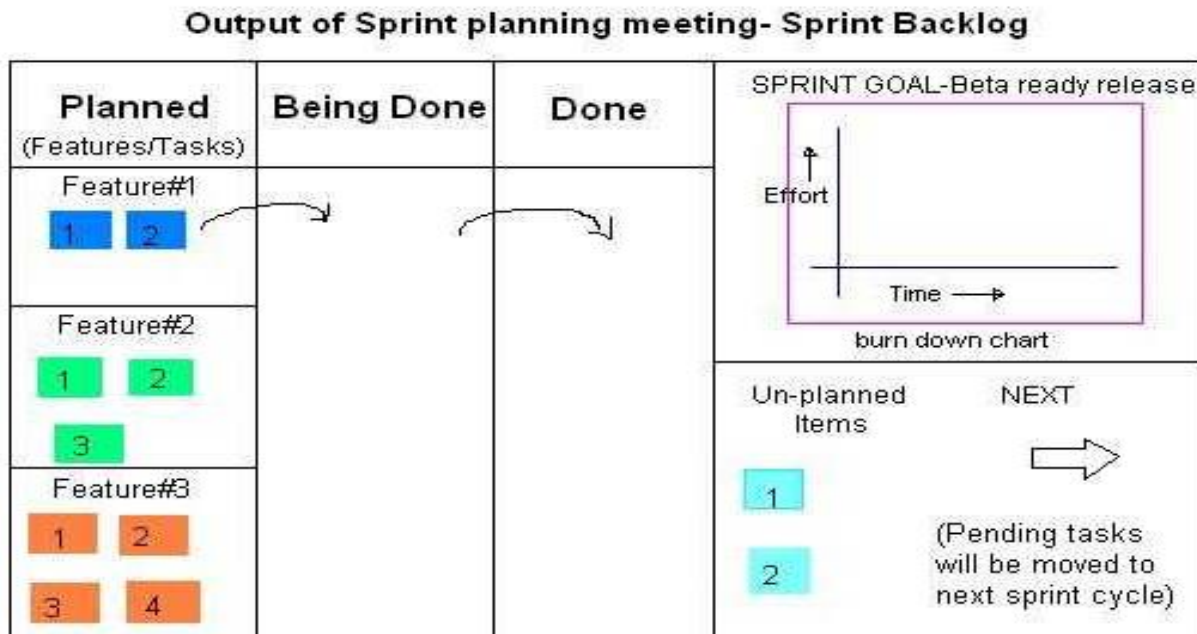 Output of Sprint planning meeting- Sprint Backlog
Planned
(Features/Tasks)
Being Done
Done
Feature#1
1 2
Feature#2
1 2
3
Feature#3
1 2
3 4
SPRINT GOAL-Beta ready release
Effort
Time
burn down chart
Un-planned
Items
1
2
NEXT
(Pending tasks
will be moved to
next sprint cycle)